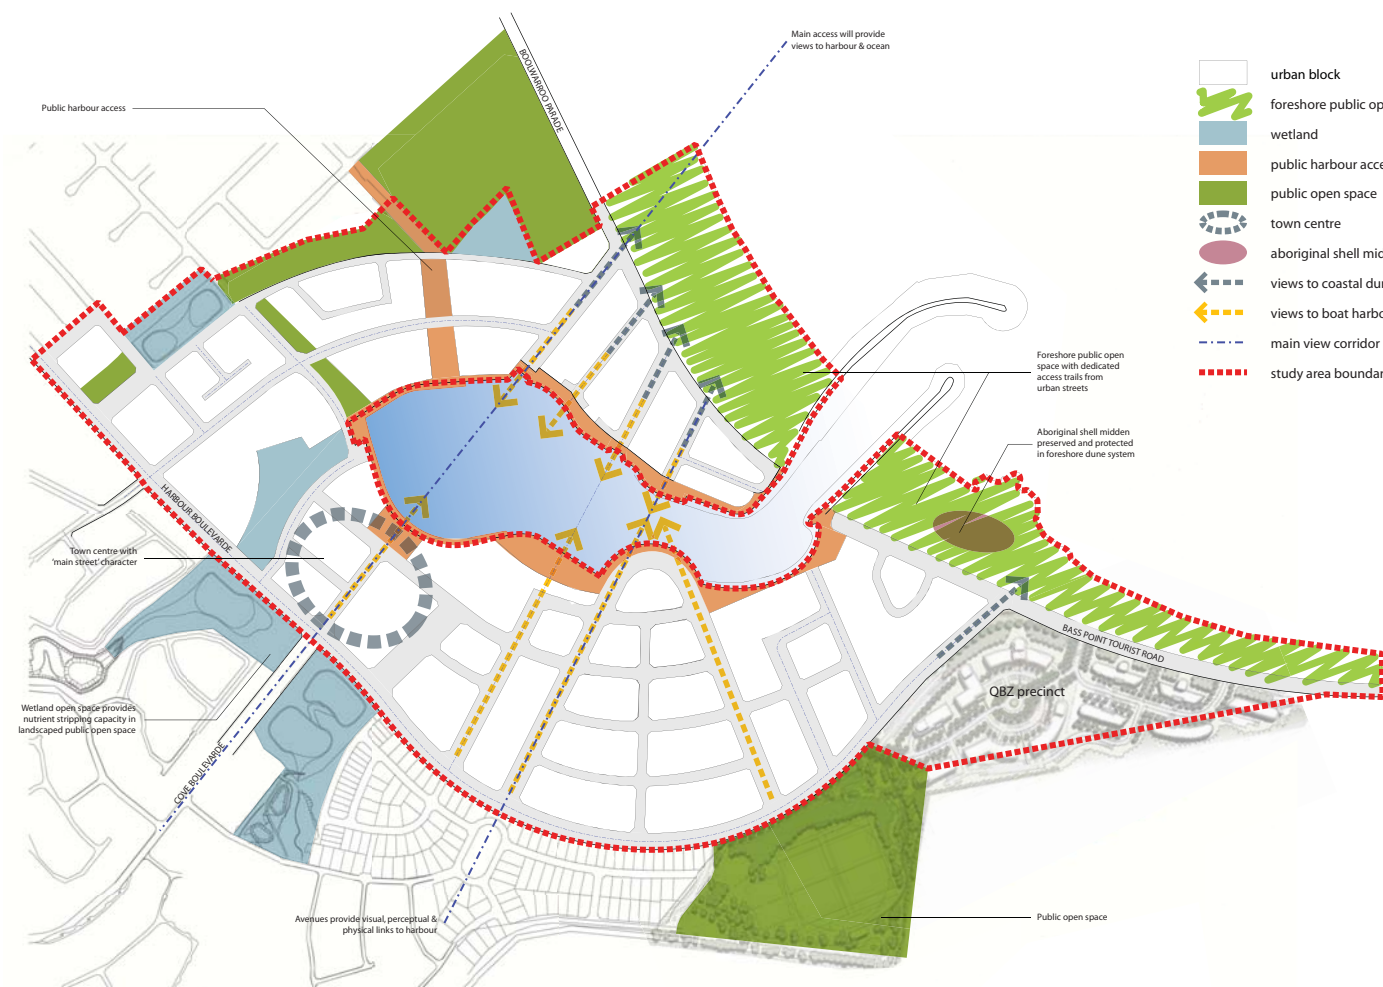 Main access will provide
views to harbour & ocean
BOOLWARROO PARADE
Public harbour access
urban block
foreshore public op
wetland
public harbour acce
public open space
town centre
aboriginal shell mid
views to coastal du
views to boat harbo
main view corridor
study area boundar
Foreshore public open
space with dedicated
access trails from
urban streets
Aboriginal shell midden
preserved and protected
in foreshore dune system
HARBOUR BOULEVARDE
Town centre with
'main street' character
BASS POINT TOURIST ROAD
QBZ precinct
Wetland open space provides
nutrient stripping capacity in
landscaped public open space
COVE BOULEVARDE
Avenues provide visual, perceptual &
physical links to harbour
Public open space